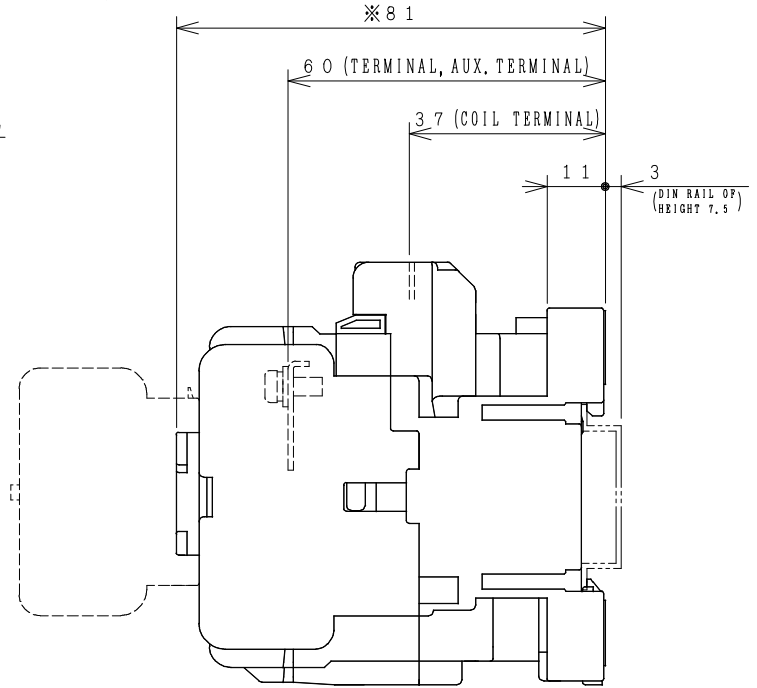 ※81
60 (TERMINAL, AUX. TERMINAL)
37 (COIL TERMINAL)
11
3
(DIN RAIL OF
HEIGHT 7.5)